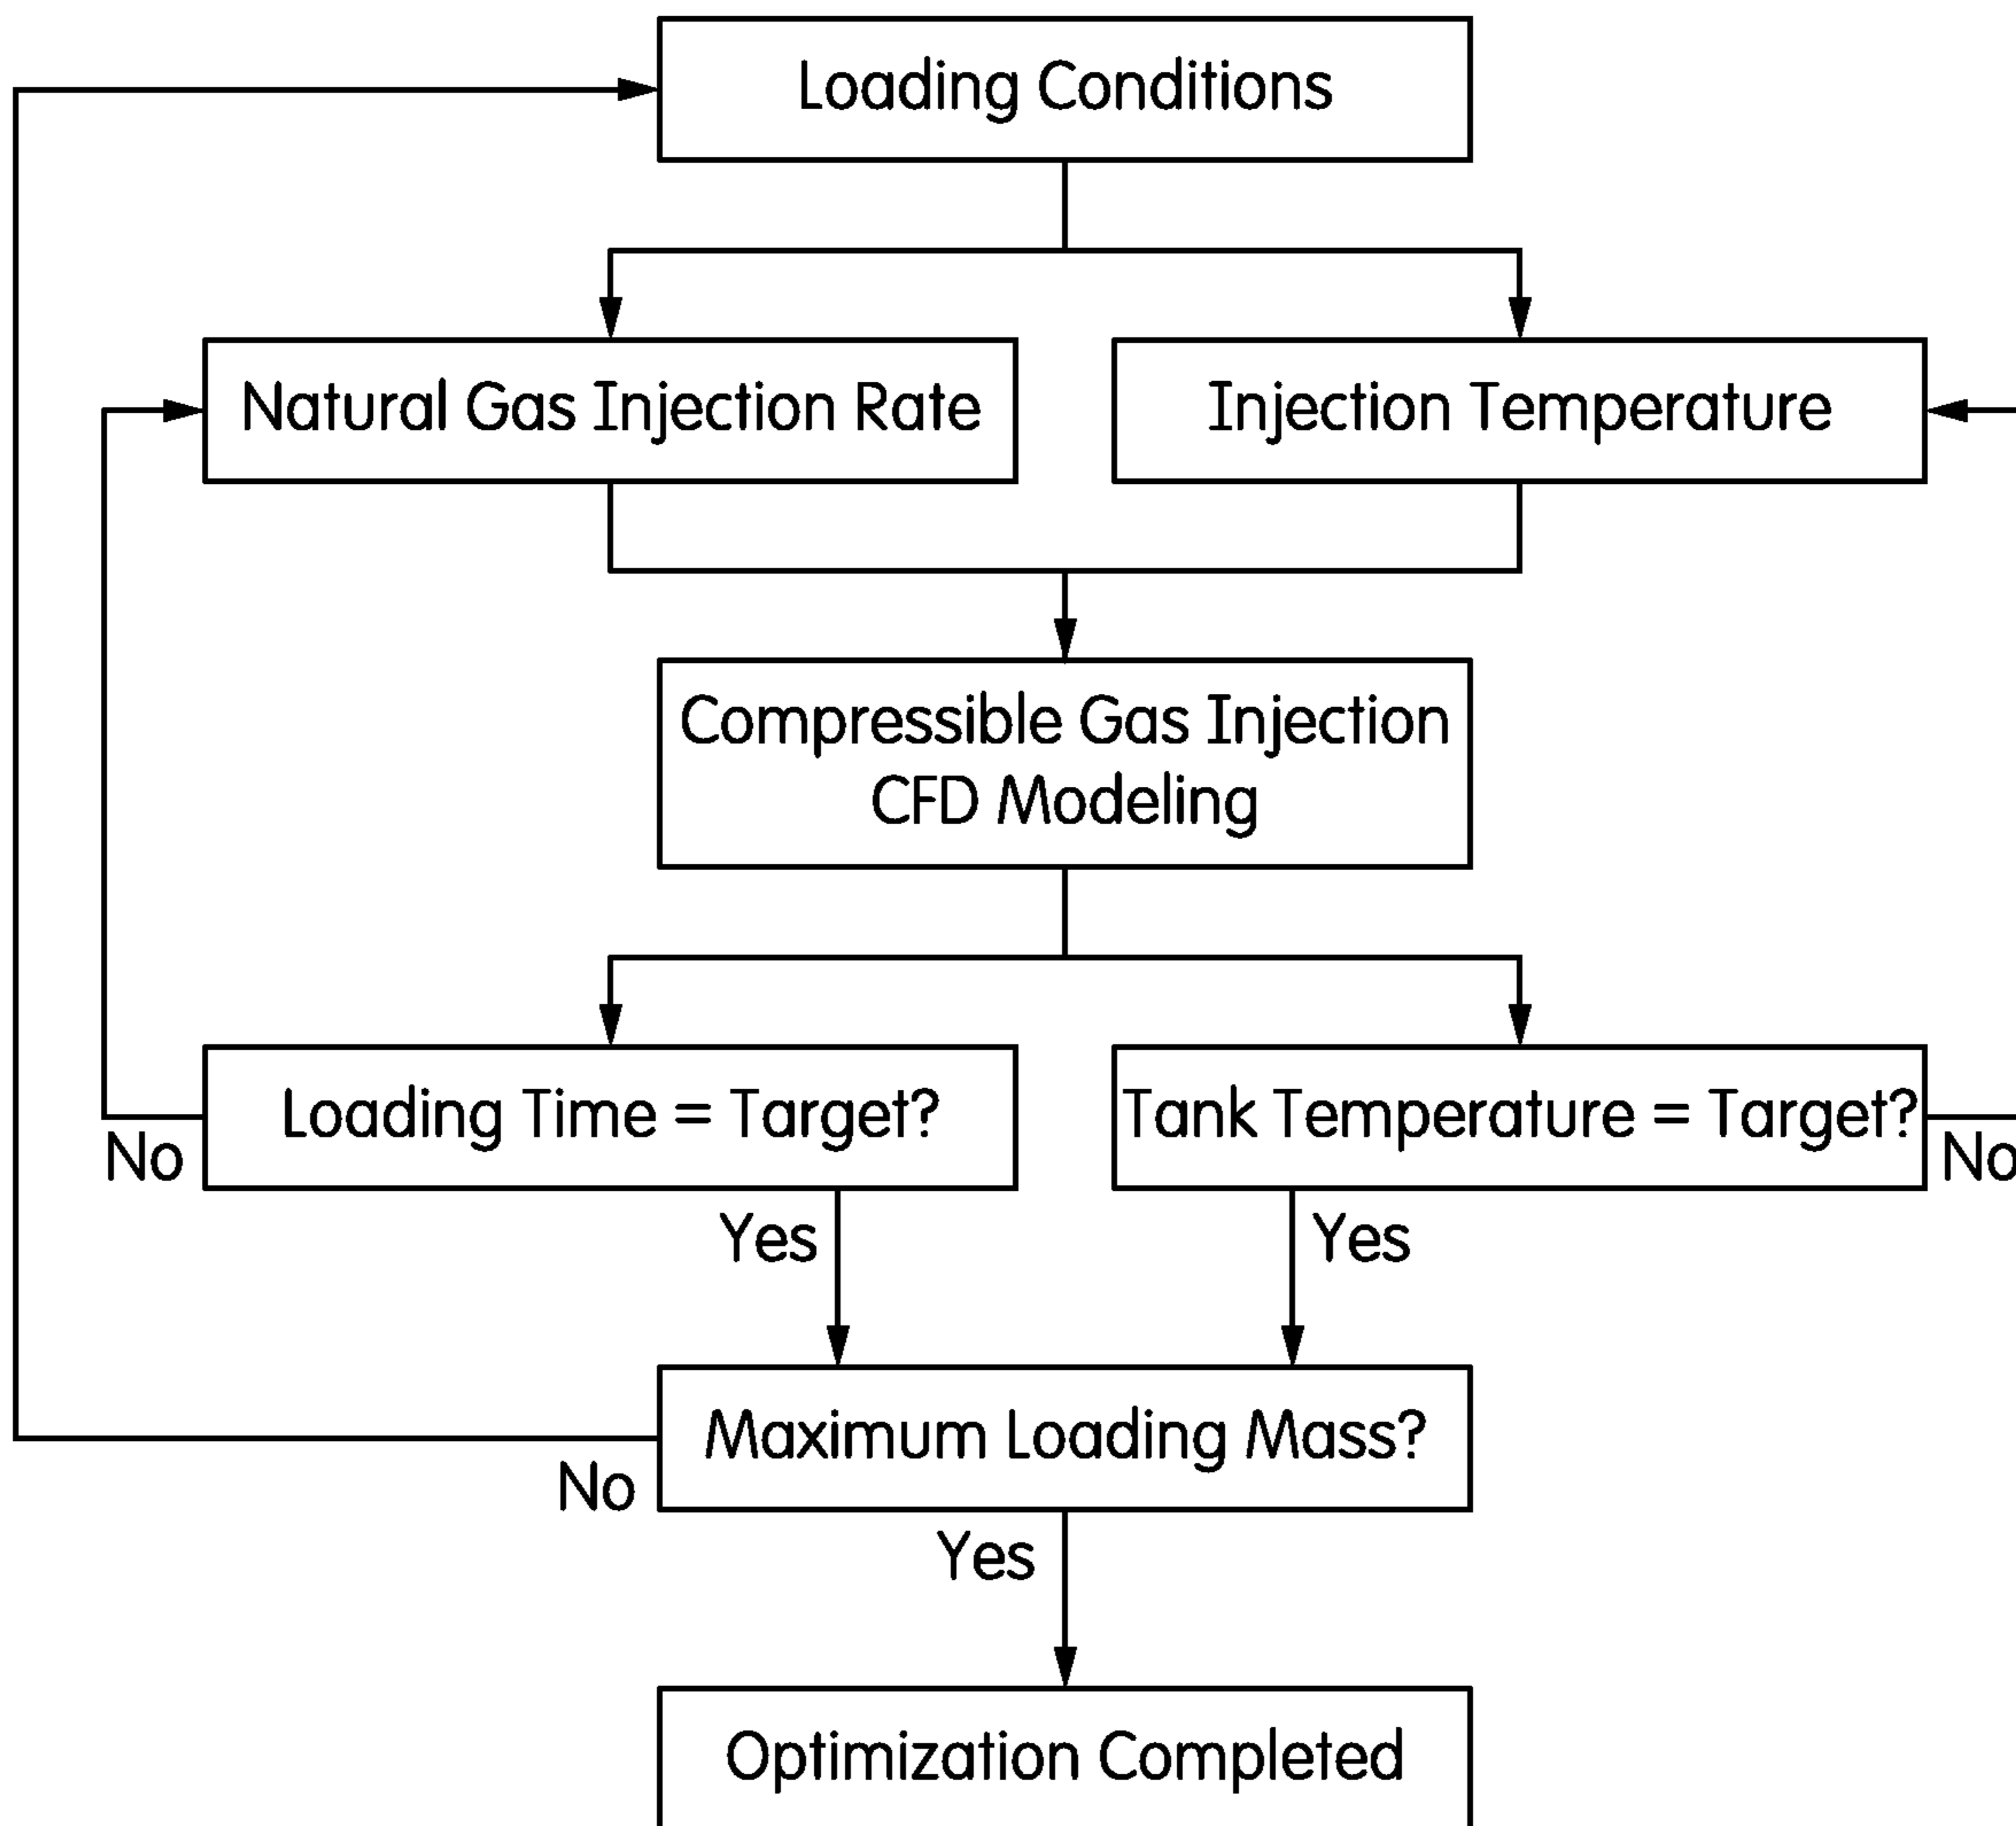 Loading Conditions
Natural Gas Injection Rate
Injection Temperature
Compressible Gas Injection
CFD Modeling
Loading Time = Target?
Tank Temperature = Target?
No
No
Yes
Yes
Maximum Loading Mass?
No
Yes
Optimization Completed